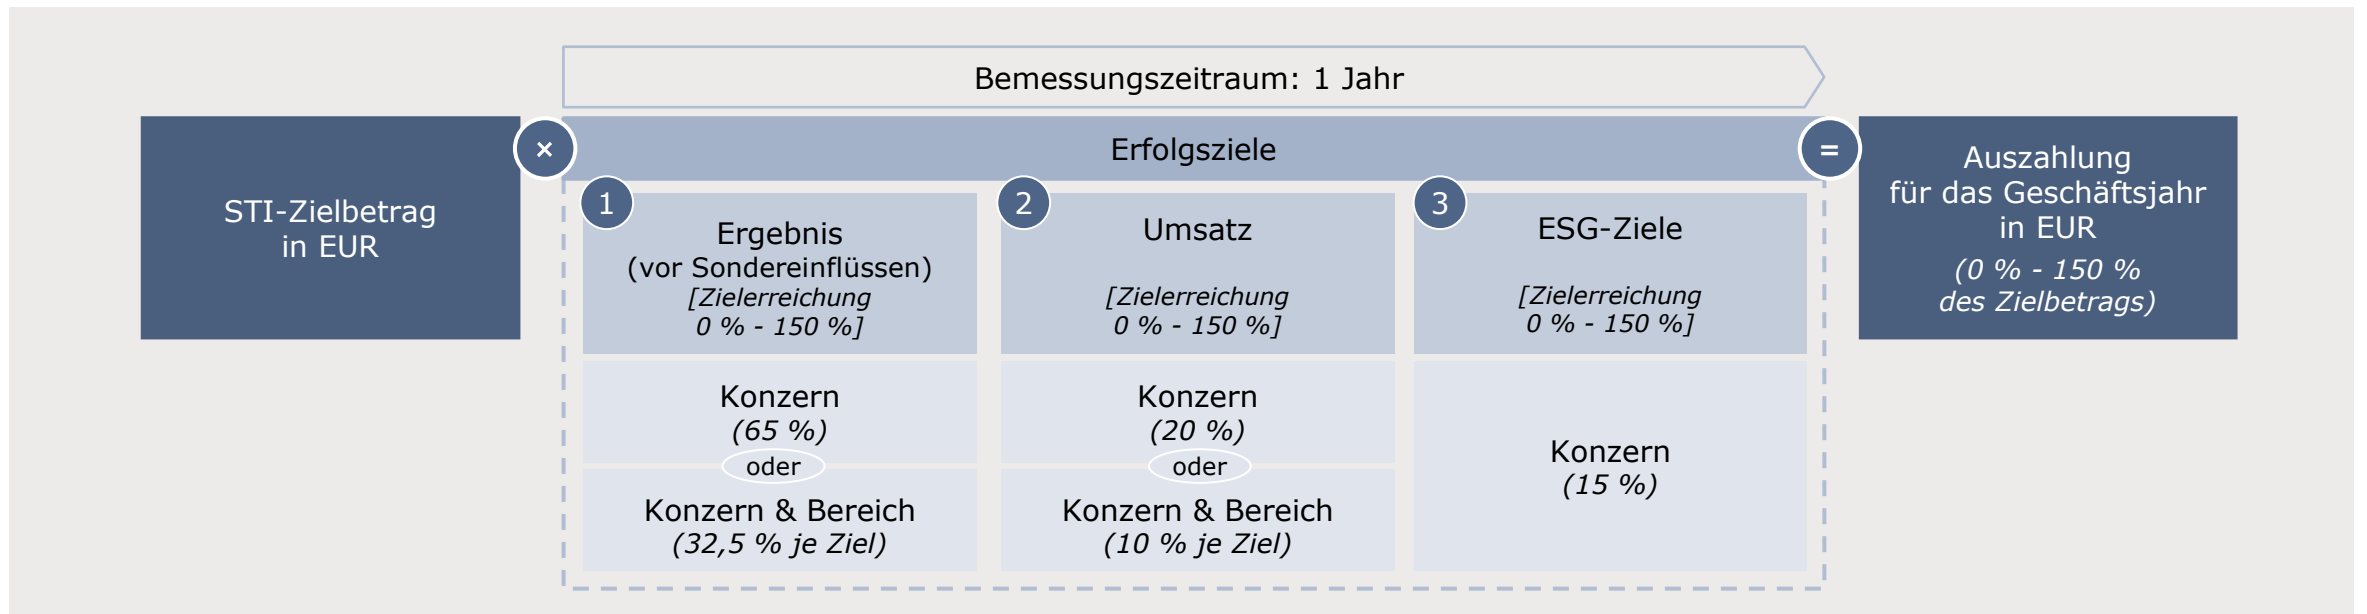 Bemessungszeitraum: 1 Jahr
STI-Zielbetrag
in EUR
×
Erfolgsziele
=
1
Ergebnis
(vor Sondereinflüssen)
[Zielerreichung
0 % - 150 %]
Konzern
(65 %)
oder
Konzern & Bereich
(32,5 % je Ziel)
2
Umsatz
[Zielerreichung
0 % - 150 %]
Konzern
(20 %)
oder
Konzern & Bereich
(10 % je Ziel)
3
ESG-Ziele
[Zielerreichung
0 % - 150 %]
Konzern
(15 %)
Auszahlung
für das Geschäftsjahr
in EUR
(0 % - 150 %
des Zielbetrags)